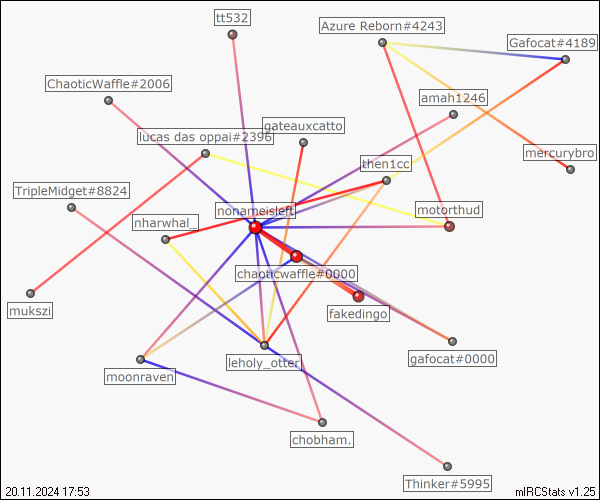 tt532
Azure Reborn#4243
Gafocat#4189
ChaoticWaffle#2006
amah1246
gateauxcatto
lucas das oppai#2396
mercurybro
then1cc
TripleMidget#8824
nonameisleft
motorthud
nharwhal_
chaoticwaffle#0000
mukszi
fakedingo
gafocat#0000
leholy_otter
moonraven
chobham.
Thinker#5995
20.11.2024 17:53
mIRCStats v1.25